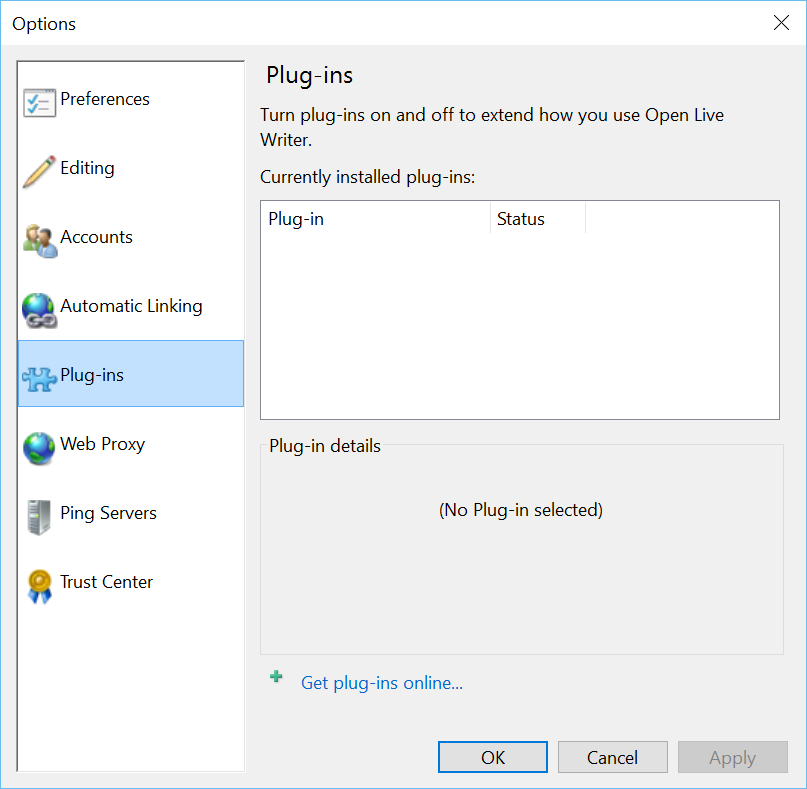 Options
Preferences
Editing
Accounts
Automatic Linking
Plug-ins
Web Proxy
Ping Servers
Trust Center
Plug-ins
Turn plug-ins on and off to extend how you use Open Live
Writer.
Currently installed plug-ins:
Plug-in Status
Plug-in details
(No Plug-in selected)
Get plug-ins online...
OK Cancel Apply